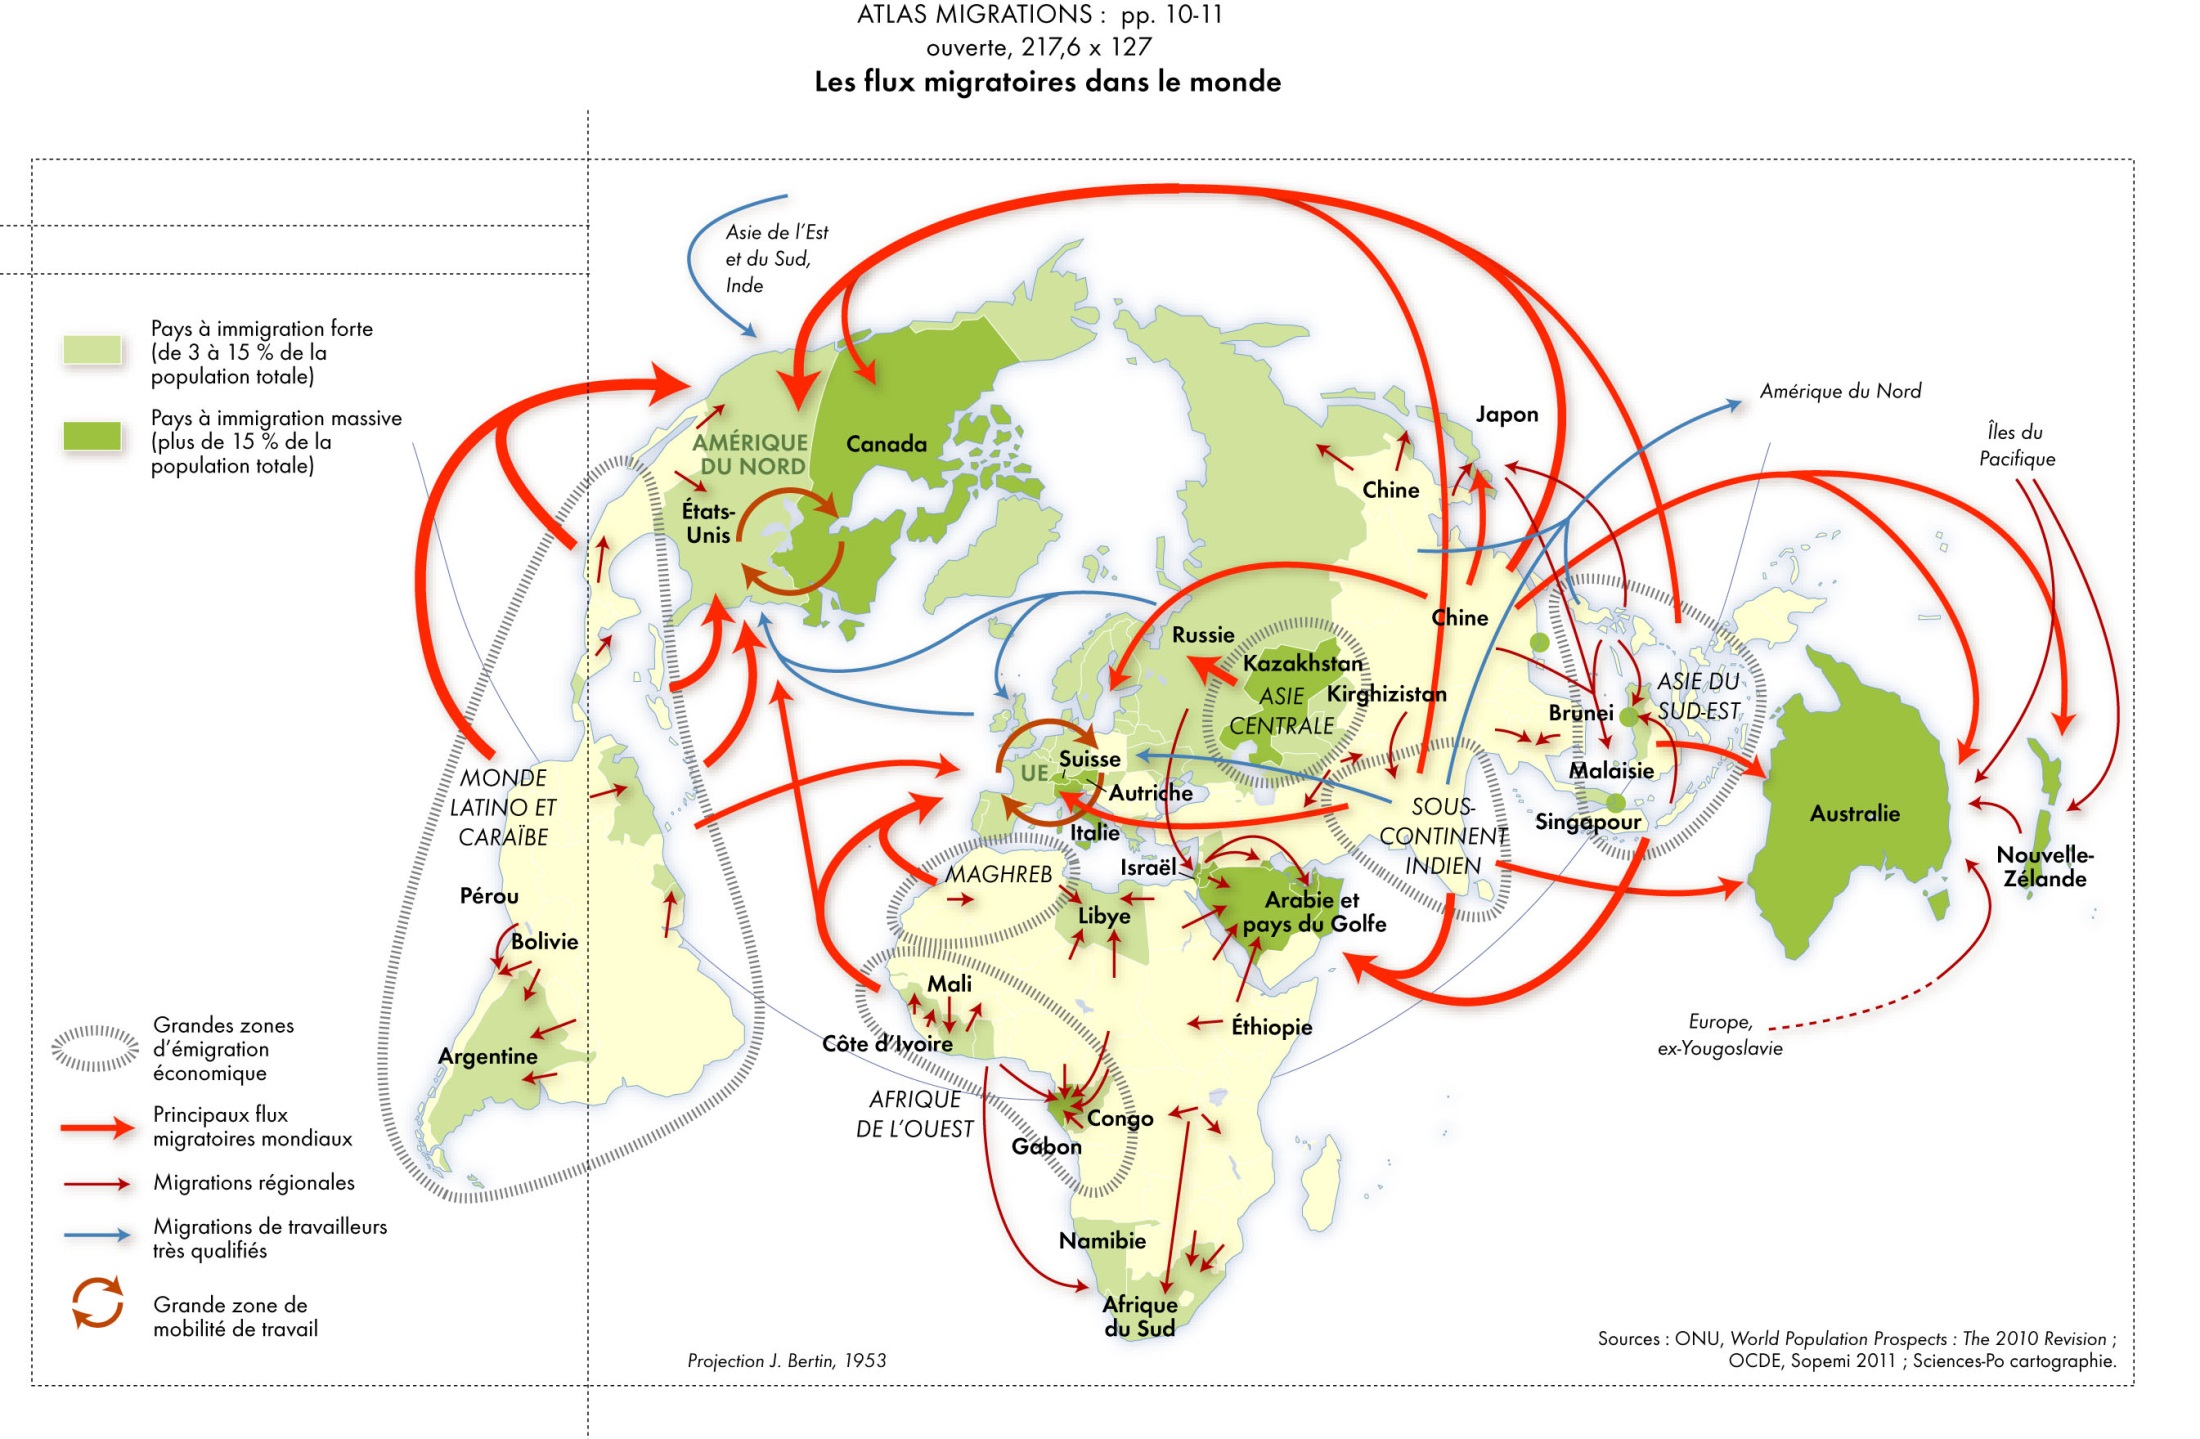 ATLAS MIGRATIONS : pp. 10-11
ouverte, 217,6 x 127
Les flux migratoires dans le monde
Asie de l'Est
et du Sud,
Inde
Pays à immigration forte
(de 3 à 15 % de la
population totale)
Pays à immigration massive
(plus de 15 % de la
population totale)
AMÉRIQUE
DU NORD
Canada
États-
Unis
Japon
Chine
Amérique du Nord
Îles du
Pacifique
Chine
Russie
Kazakhstan
Kirghizistan
ASIE
CENTRALE
ASIE DU
SUD-EST
Brunei
Malaisie
Singapour
Australie
Nouvelle-
Zélande
UE
Suisse
Autriche
Italie
SOUS-
CONTINENT
INDIEN
MONDE
LATINO ET
CARAÏBE
Pérou
Bolivie
Argentine
MAGHREB
Israël
Libye
Arabie et
pays du Golfe
Mali
Côte d'Ivoire
Éthiopie
Europe,
ex-Yougoslavie
AFRIQUE
DE L'OUEST
Congo
Gabon
Namibie
Afrique
du Sud
Grandes zones
d'émigration
économique
Principaux flux
migratoires mondiaux
Migrations régionales
Migrations de travailleurs
très qualifiés
Grande zone de
mobilité de travail
Projection J. Bertin, 1953
Sources : ONU, World Population Prospects : The 2010 Revision ;
OCDE, Sopemi 2011 ; Sciences-Po cartographie.